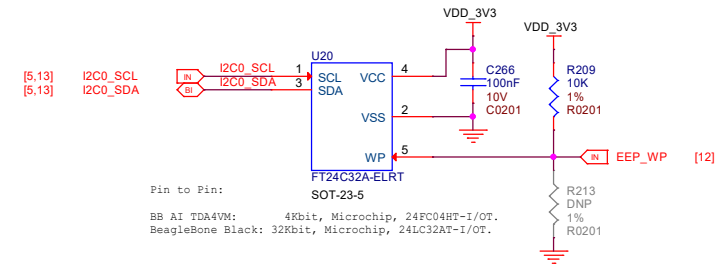 VDD_3V3
VDD_3V3
U20
[5,13] I2C0_SCL IN I2C0_SCL 1 SCL VCC 4
[5,13] I2C0_SDA BI I2C0_SDA 3 SDA
C266
100nF
10V
C0201
R209
10K
1%
R0201
VSS 2
WP 5
IN EEP_WP [12]
FT24C32A-ELRT
SOT-23-5
R213
DNP
1%
R0201
Pin to Pin:
BB AI TDA4VM: 4Kbit, Microchip, 24FC04HT-I/OT.
BeagleBone Black: 32Kbit, Microchip, 24LC32AT-I/OT.